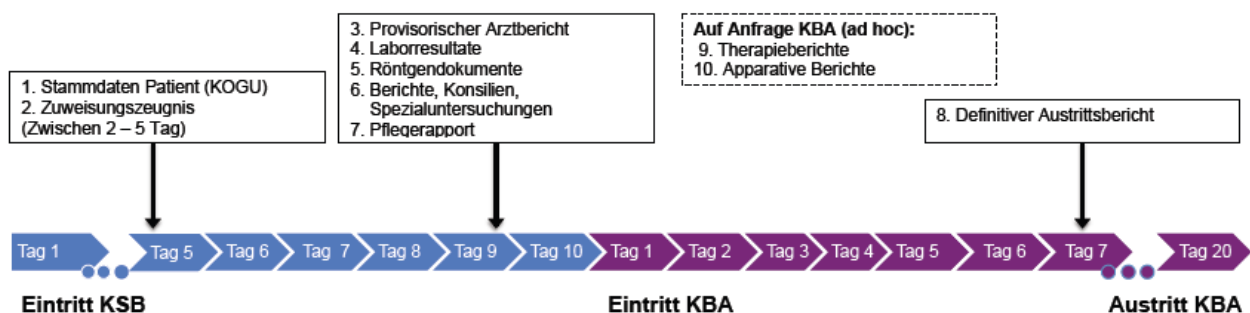 3. Provisorischer Arztbericht
4. Laborresultate
5. Röntgendokumente
6. Berichte, Konsilien,
Spezialuntersuchungen
7. Pflegerapport
Auf Anfrage KBA (ad hoc):
9. Therapieberichte
10. Apparative Berichte
1. Stammdaten Patient (KOGU)
2. Zuweisungszeugnis
(Zwischen 2 – 5 Tag)
8. Definitiver Austrittsbericht
Tag 1 Tag 5 Tag 6 Tag 7 Tag 8 Tag 9 Tag 10 Tag 1 Tag 2 Tag 3 Tag 4 Tag 5 Tag 6 Tag 7 Tag 20
Eintritt KSB Eintritt KBA Austritt KBA